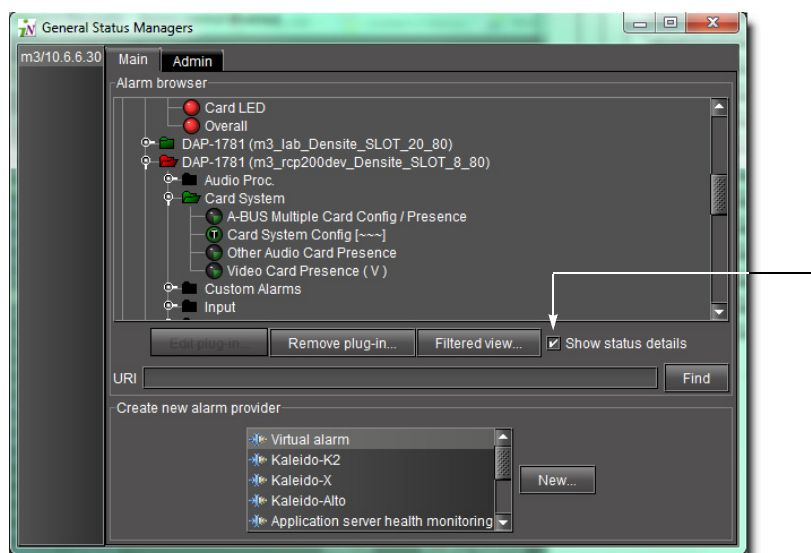 iN General Status Managers
m3/10.6.6.30
Main Admin
Alarm browser
Card LED
Overall
DAP-1781 (m3_lab_Densite_SLOT_20_80)
DAP-1781 (m3_rcp200dev_Densite_SLOT_8_80)
Audio Proc.
Card System
A-BUS Multiple Card Config / Presence
T Card System Config [~~~]
Other Audio Card Presence
Video Card Presence ( V )
Custom Alarms
Input
Edit plug-in... Remove plug-in... Filtered view... Show status details
URI Find
Create new alarm provider
Virtual alarm
Kaleido-K2
Kaleido-X
Kaleido-Alto
Application server health monitoring
New...